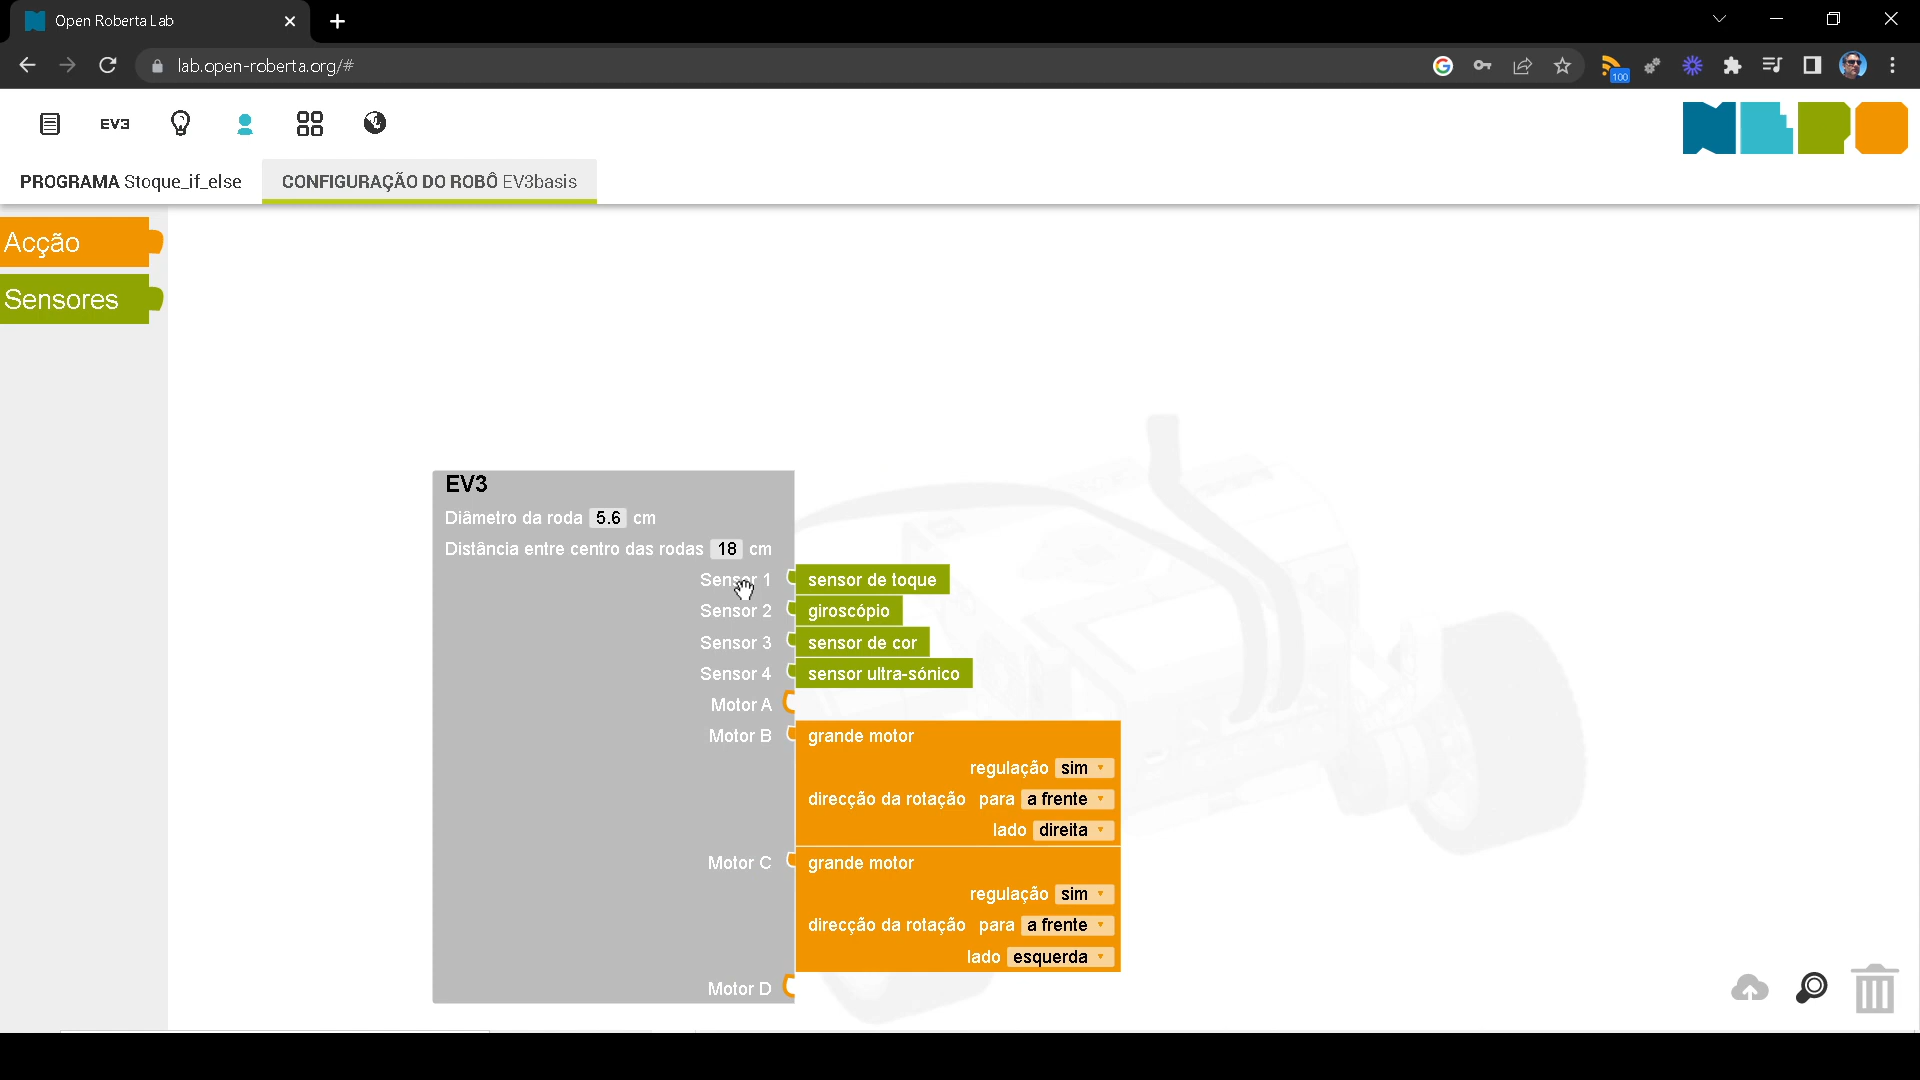 Open Roberta Lab
lab.open-roberta.org/#
100
EV3
PROGRAMA Stoque_if_else
CONFIGURAÇÃO DO ROBÔ EV3basis
Acção
Sensores
EV3
Diâmetro da roda 5.6 cm
Distância entre centro das rodas 18 cm
Sensor 1 sensor de toque
Sensor 2 giroscópio
Sensor 3 sensor de cor
Sensor 4 sensor ultra-sónico
Motor A
Motor B grande motor
regulação sim
direcção da rotação para a frente
lado direita
Motor C grande motor
regulação sim
direcção da rotação para a frente
lado esquerda
Motor D